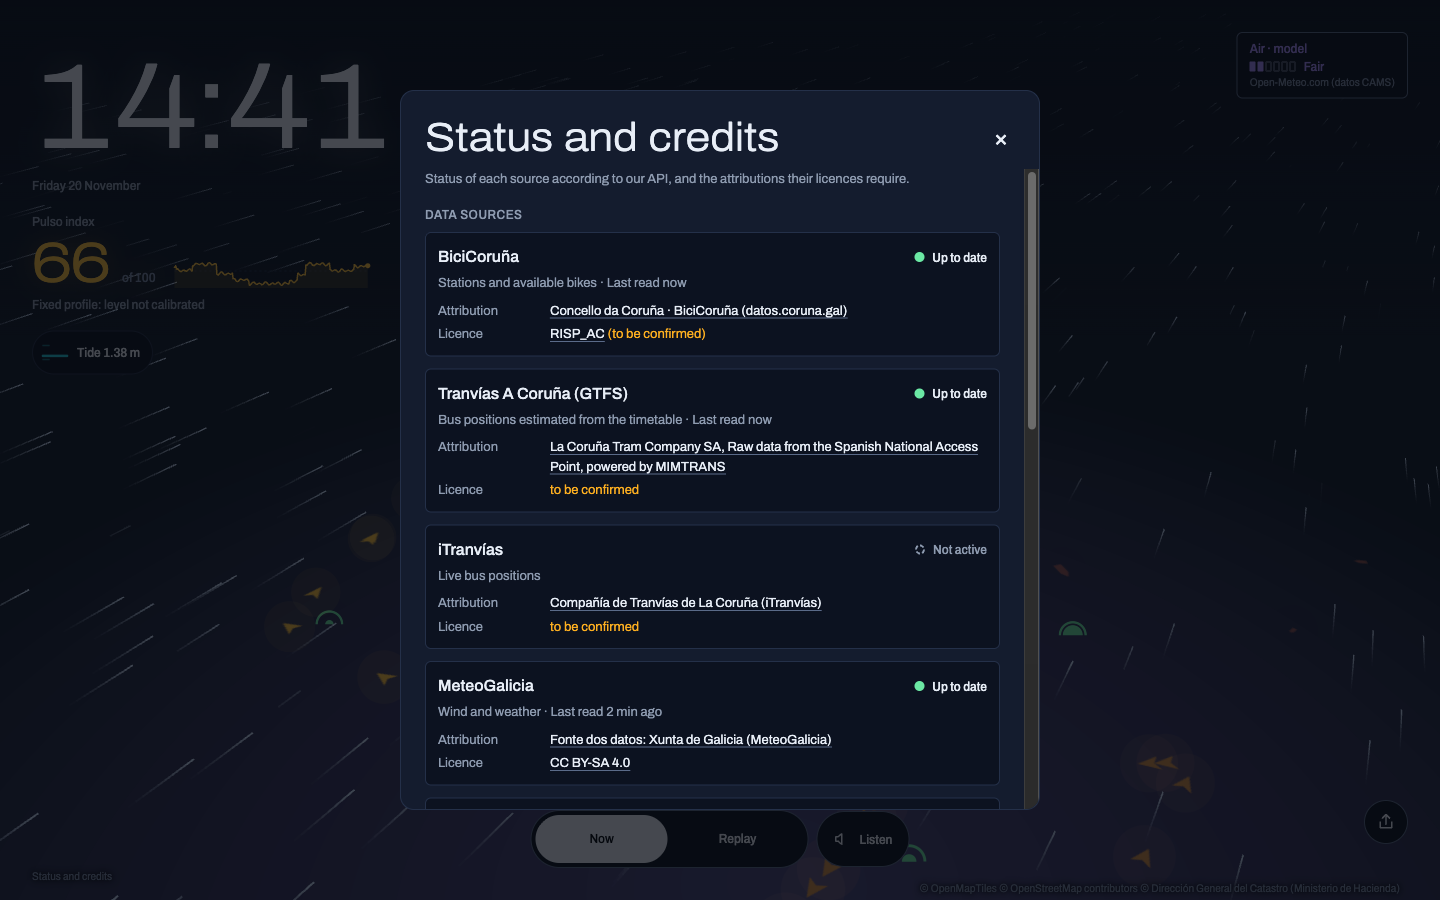 14:41
Friday 20 November
Pulso index
66 of 100
Fixed profile: level not calibrated
Tide 1.38 m
Air · model
Fair
Open-Meteo.com (datos CAMS)
Status and credits
×
Status of each source according to our API, and the attributions their licences require.
DATA SOURCES
BiciCoruña
Up to date
Stations and available bikes · Last read now
Attribution Concello da Coruña · BiciCoruña (datos.coruna.gal)
Licence RISP_AC (to be confirmed)
Tranvías A Coruña (GTFS)
Up to date
Bus positions estimated from the timetable · Last read now
Attribution La Coruña Tram Company SA, Raw data from the Spanish National Access
Point, powered by MIMTRANS
Licence to be confirmed
iTranvías
Not active
Live bus positions
Attribution Compañía de Tranvías de La Coruña (iTranvías)
Licence to be confirmed
MeteoGalicia
Up to date
Wind and weather · Last read 2 min ago
Attribution Fonte dos datos: Xunta de Galicia (MeteoGalicia)
Licence CC BY-SA 4.0
Now
Replay
Listen
Status and credits
© OpenMapTiles © OpenStreetMap contributors © Dirección General del Catastro (Ministerio de Hacienda)